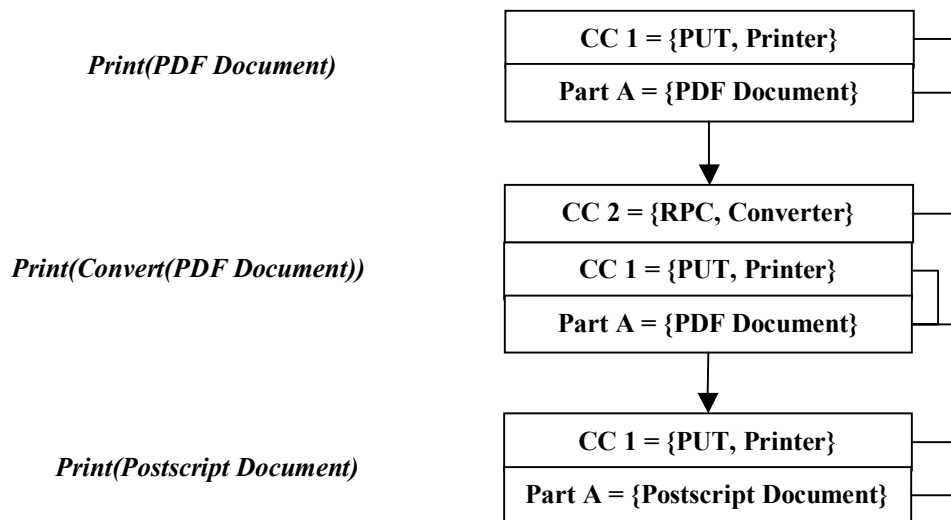 CC 1 = {PUT, Printer}
Print(PDF Document)
Part A = {PDF Document}
CC 2 = {RPC, Converter}
Print(Convert(PDF Document))
CC 1 = {PUT, Printer}
Part A = {PDF Document}
CC 1 = {PUT, Printer}
Print(Postscript Document)
Part A = {Postscript Document}